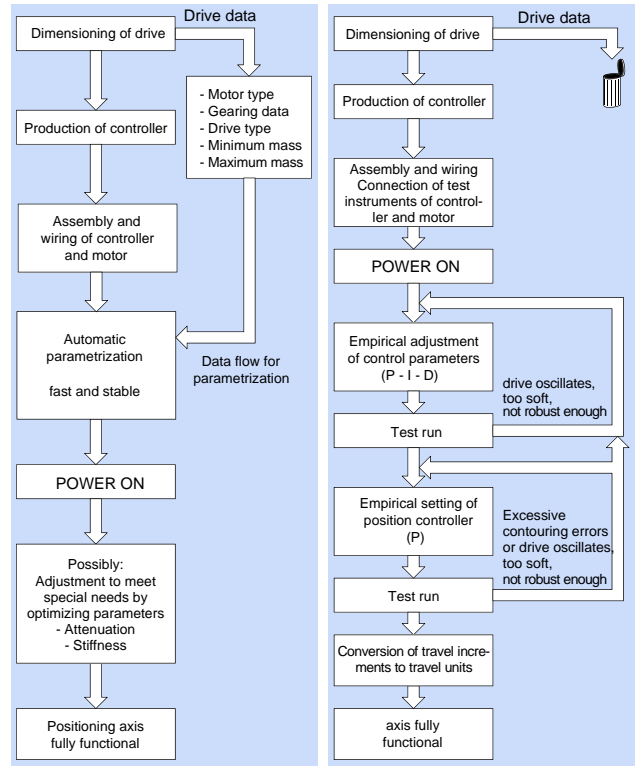 Drive data
Dimensioning of drive
- Motor type
- Gearing data
- Drive type
- Minimum mass
- Maximum mass
Production of controller
Assembly and
wiring of controller
and motor
Automatic
parametrization
fast and stable
Data flow for
parametrization
POWER ON
Possibly:
Adjustment to meet
special needs by
optimizing parameters
- Attenuation
- Stiffness
Positioning axis
fully functional
Drive data
Dimensioning of drive
Production of controller
Assembly and wiring
Connection of test
instruments of control-
ler and motor
POWER ON
Empirical adjustment
of control parameters
(P - I - D)
drive oscillates,
too soft,
not robust enough
Test run
Empirical setting of
position controller
(P)
Excessive
contouring errors
or drive oscillates,
too soft,
not robust enough
Test run
Conversion of travel incre-
ments to travel units
axis fully
functional